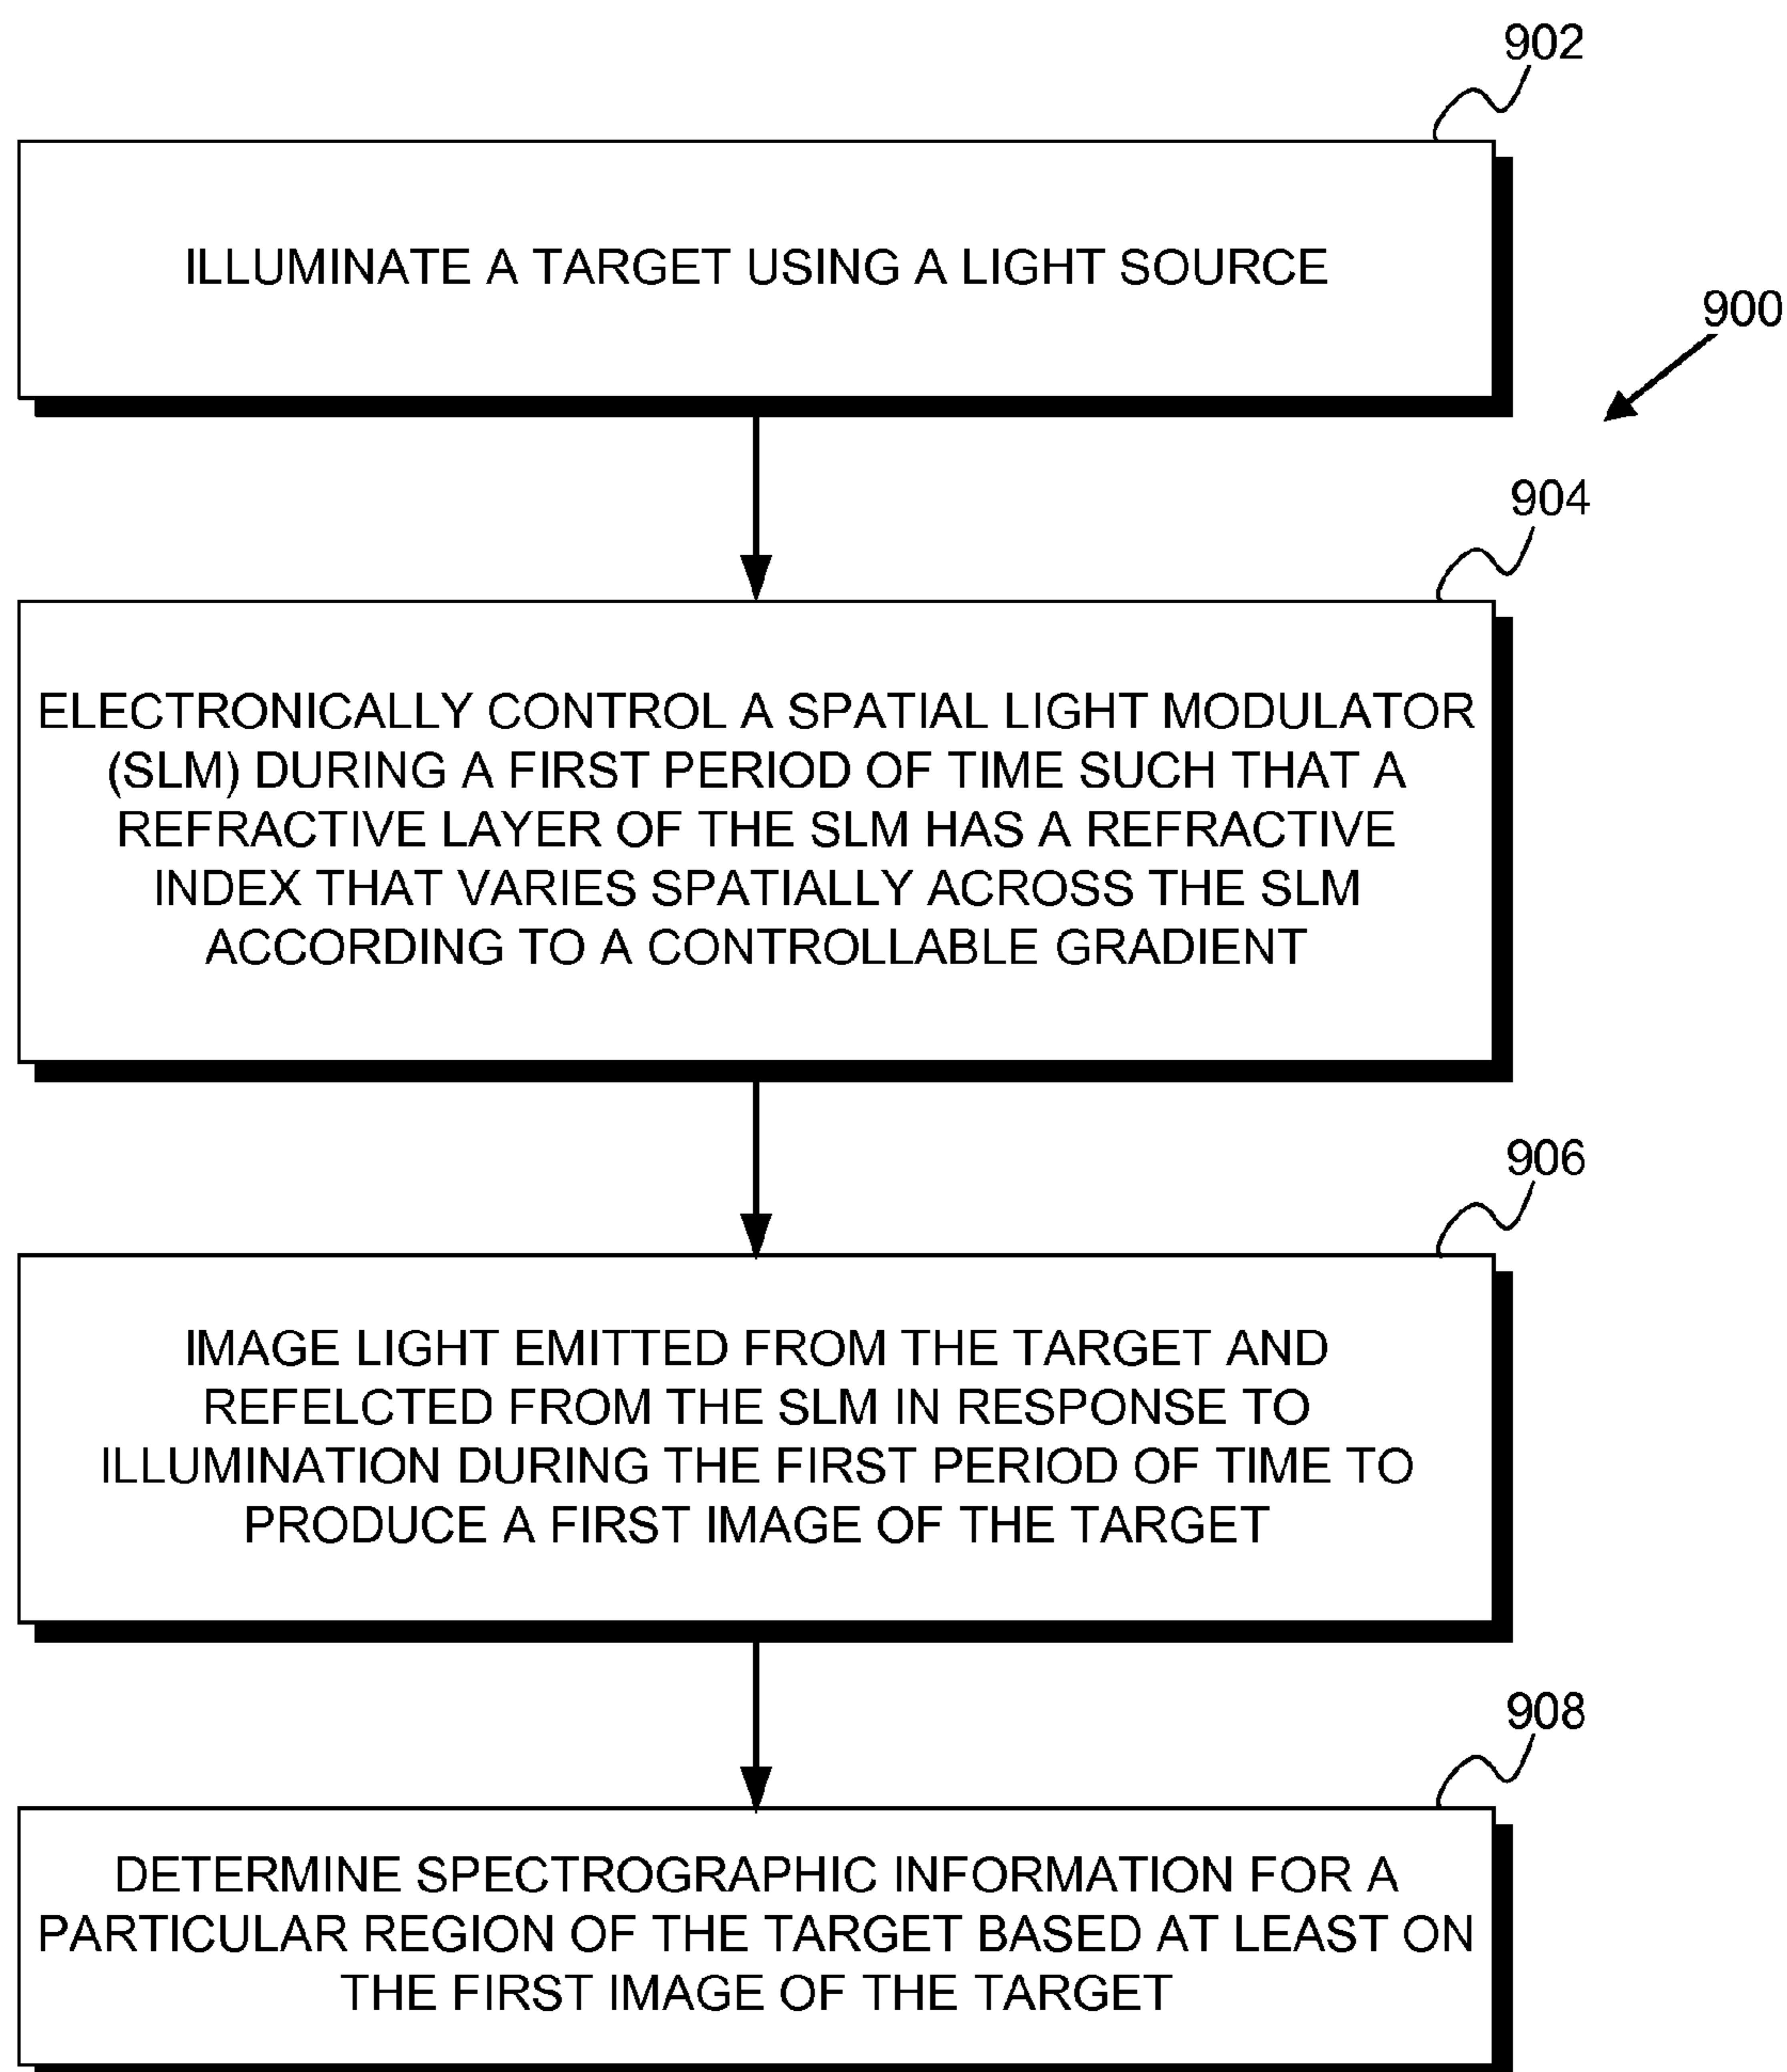 902
ILLUMINATE A TARGET USING A LIGHT SOURCE
900
904
ELECTRONICALLY CONTROL A SPATIAL LIGHT MODULATOR
(SLM) DURING A FIRST PERIOD OF TIME SUCH THAT A
REFRACTIVE LAYER OF THE SLM HAS A REFRACTIVE
INDEX THAT VARIES SPATIALLY ACROSS THE SLM
ACCORDING TO A CONTROLLABLE GRADIENT
906
IMAGE LIGHT EMITTED FROM THE TARGET AND
REFELCTED FROM THE SLM IN RESPONSE TO
ILLUMINATION DURING THE FIRST PERIOD OF TIME TO
PRODUCE A FIRST IMAGE OF THE TARGET
908
DETERMINE SPECTROGRAPHIC INFORMATION FOR A
PARTICULAR REGION OF THE TARGET BASED AT LEAST ON
THE FIRST IMAGE OF THE TARGET